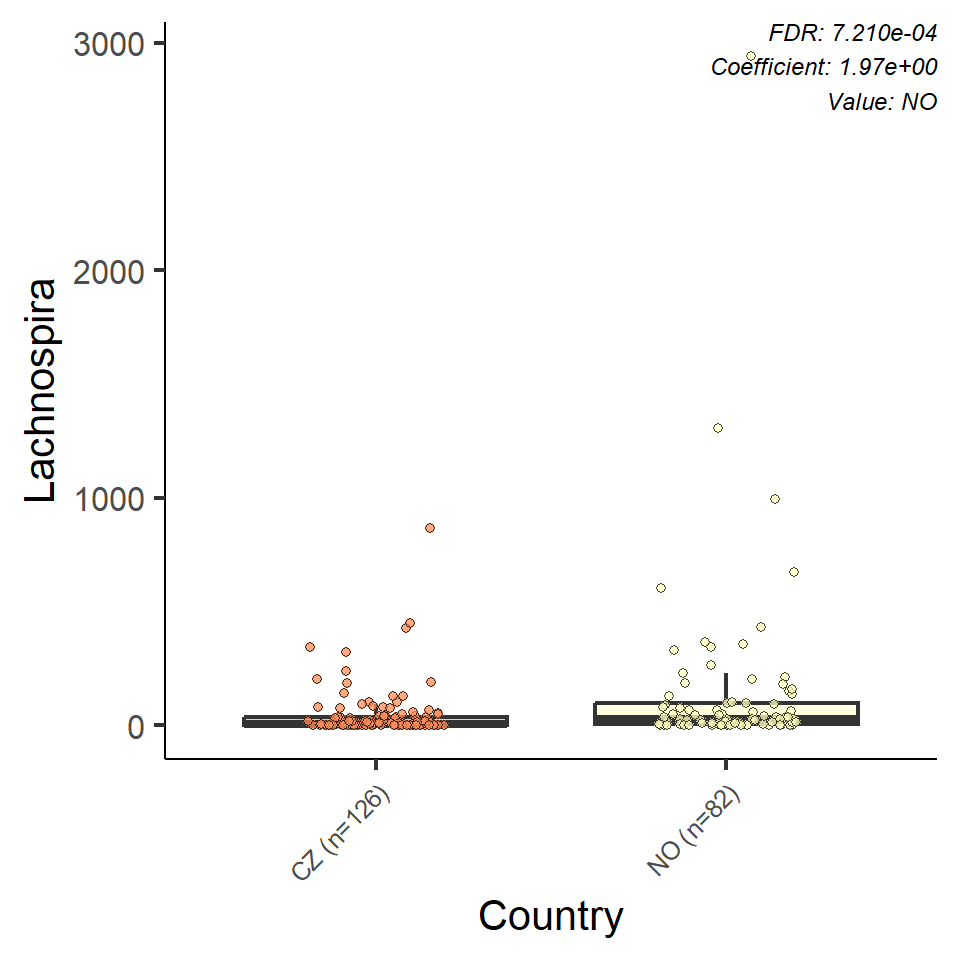 FDR: 7.210e-04
Coefficient: 1.97e+00
Value: NO
3000
2000
1000
0
Lachnospira
CZ (n=126)
NO (n=82)
Country